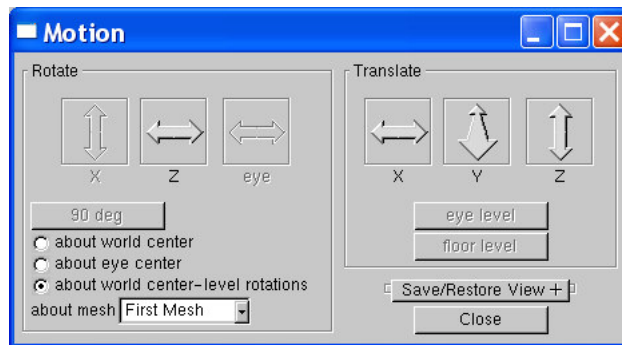 Motion
Rotate
X Z eye
90 deg
about world center
about eye center
about world center-level rotations
about mesh First Mesh
Translate
X Y Z
eye level
floor level
Save/Restore View +
Close